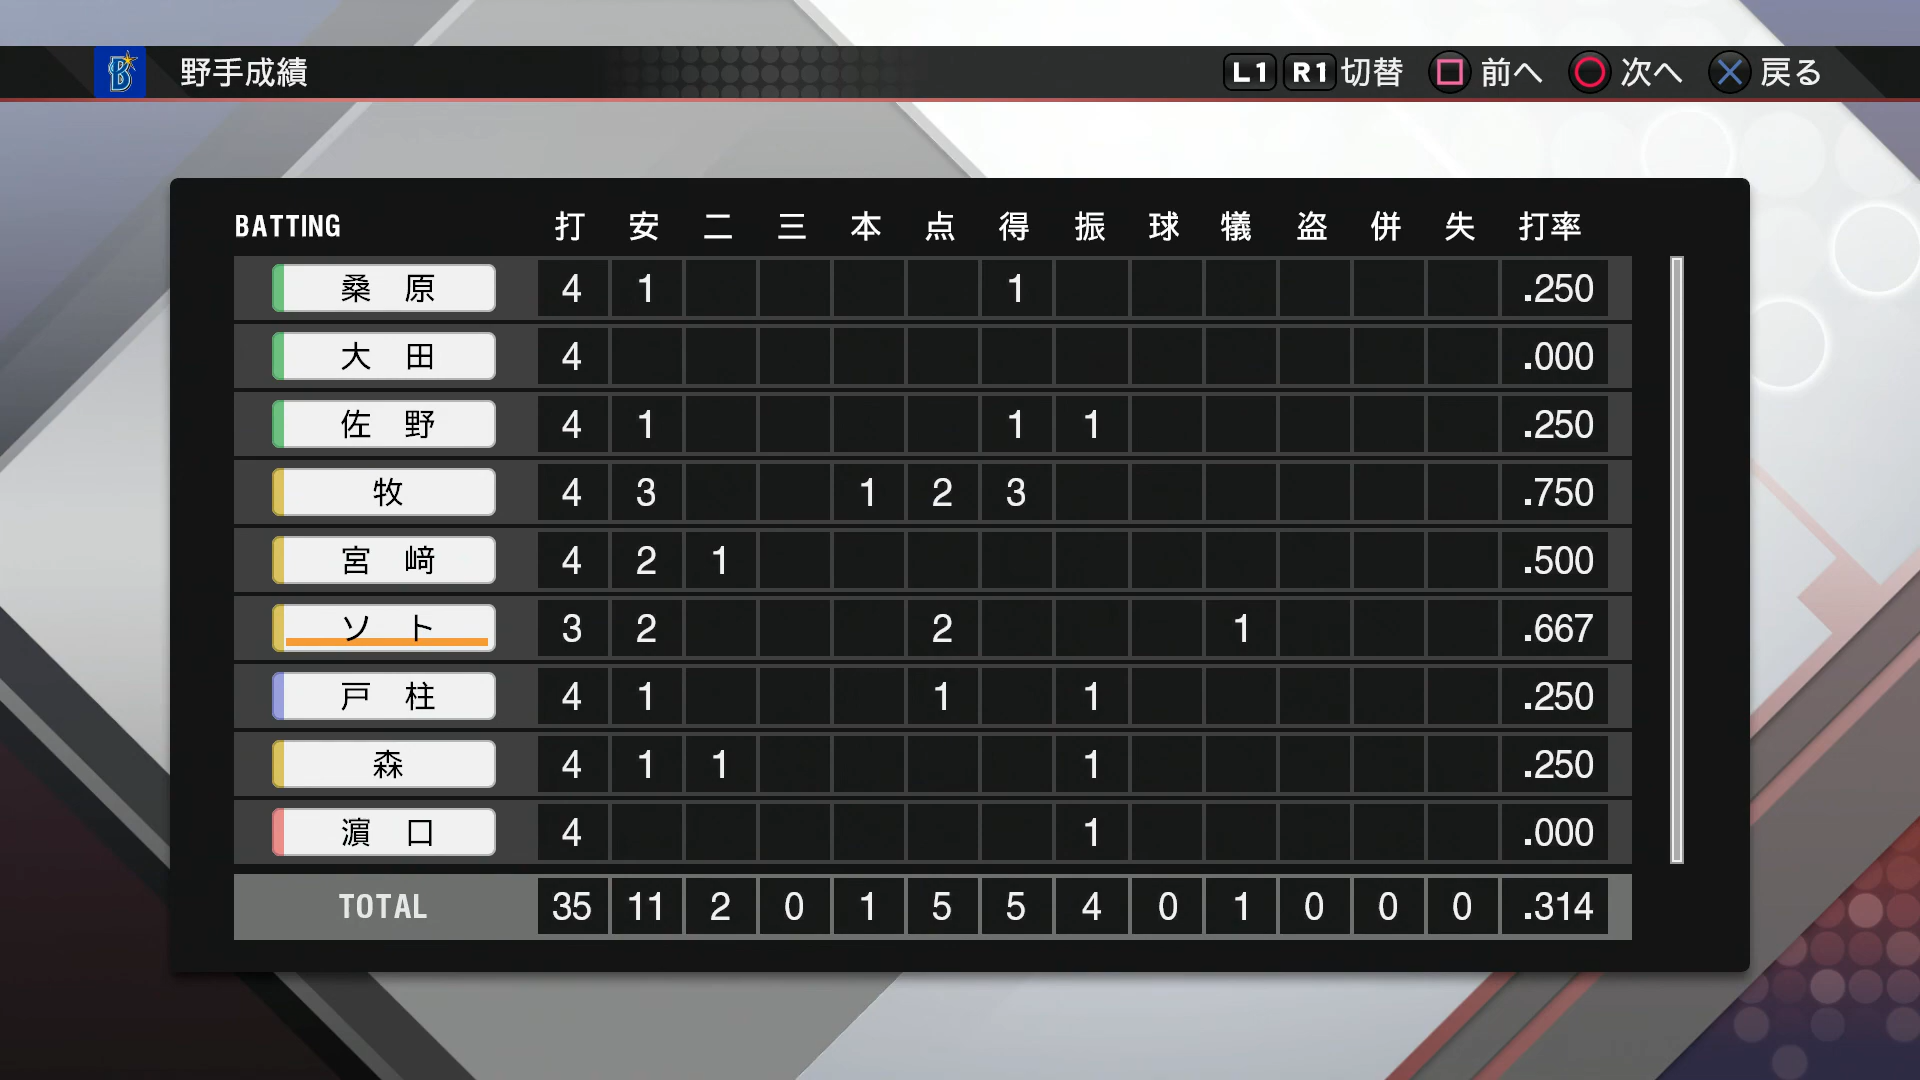 野手成績 L1 R1 切替 前へ 次へ 戻る
BATTING 打 安 二 三 本 点 得 振 球 犠 盗 併 失 打率
桑原 4 1 1 .250
大田 4 .000
佐野 4 1 1 1 .250
牧 4 3 1 2 3 .750
宮﨑 4 2 1 .500
ソト 3 2 2 1 .667
戸柱 4 1 1 1 .250
森 4 1 1 1 .250
濵口 4 1 .000
TOTAL 35 11 2 0 1 5 5 4 0 1 0 0 0 .314